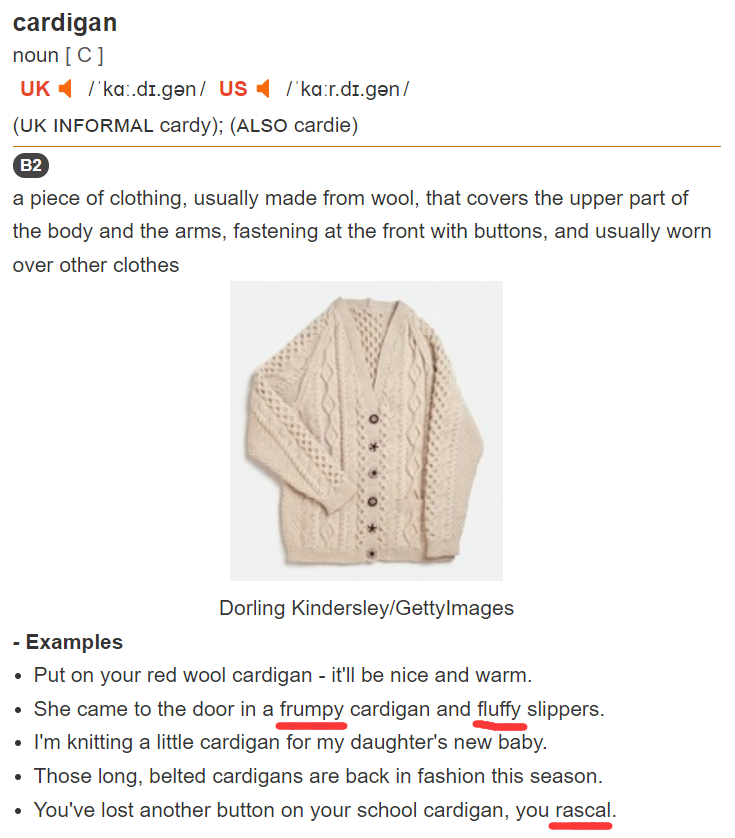 cardigan
noun [ C ]
UK /ˈkɑː.dɪ.ɡən/ US /ˈkɑːr.dɪ.ɡən/
(UK INFORMAL cardy); (ALSO cardie)
B2
a piece of clothing, usually made from wool, that covers the upper part of
the body and the arms, fastening at the front with buttons, and usually worn
over other clothes
Dorling Kindersley/GettyImages
- Examples
• Put on your red wool cardigan - it'll be nice and warm.
• She came to the door in a frumpy cardigan and fluffy slippers.
• I'm knitting a little cardigan for my daughter's new baby.
• Those long, belted cardigans are back in fashion this season.
• You've lost another button on your school cardigan, you rascal.